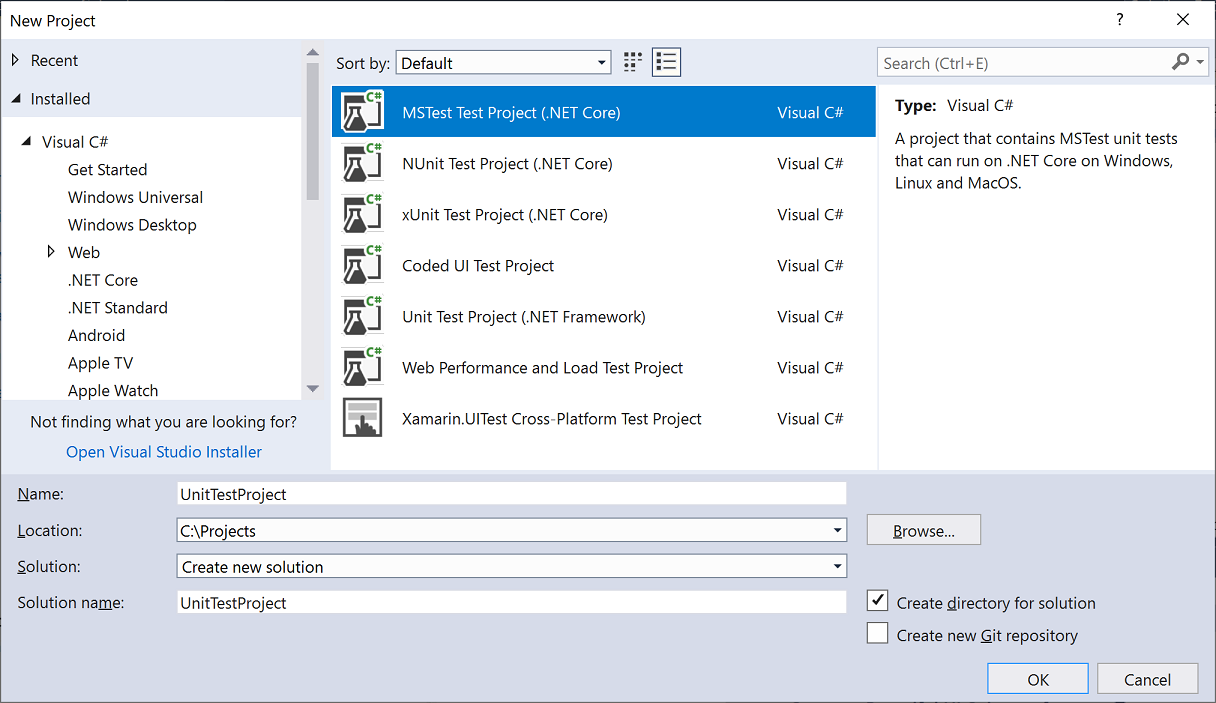 New Project
?
Recent
Installed
Visual C#
Get Started
Windows Universal
Windows Desktop
Web
.NET Core
.NET Standard
Android
Apple TV
Apple Watch
Not finding what you are looking for?
Open Visual Studio Installer
Sort by: Default
Search (Ctrl+E)
C# MSTest Test Project (.NET Core) Visual C#
C# NUnit Test Project (.NET Core) Visual C#
C# xUnit Test Project (.NET Core) Visual C#
C# Coded UI Test Project Visual C#
C# Unit Test Project (.NET Framework) Visual C#
C# Web Performance and Load Test Project Visual C#
Xamarin.UITest Cross-Platform Test Project Visual C#
Type: Visual C#
A project that contains MSTest unit tests
that can run on .NET Core on Windows,
Linux and MacOS.
Name: UnitTestProject
Location: C:\Projects Browse...
Solution: Create new solution
Solution name: UnitTestProject
Create directory for solution
Create new Git repository
OK Cancel